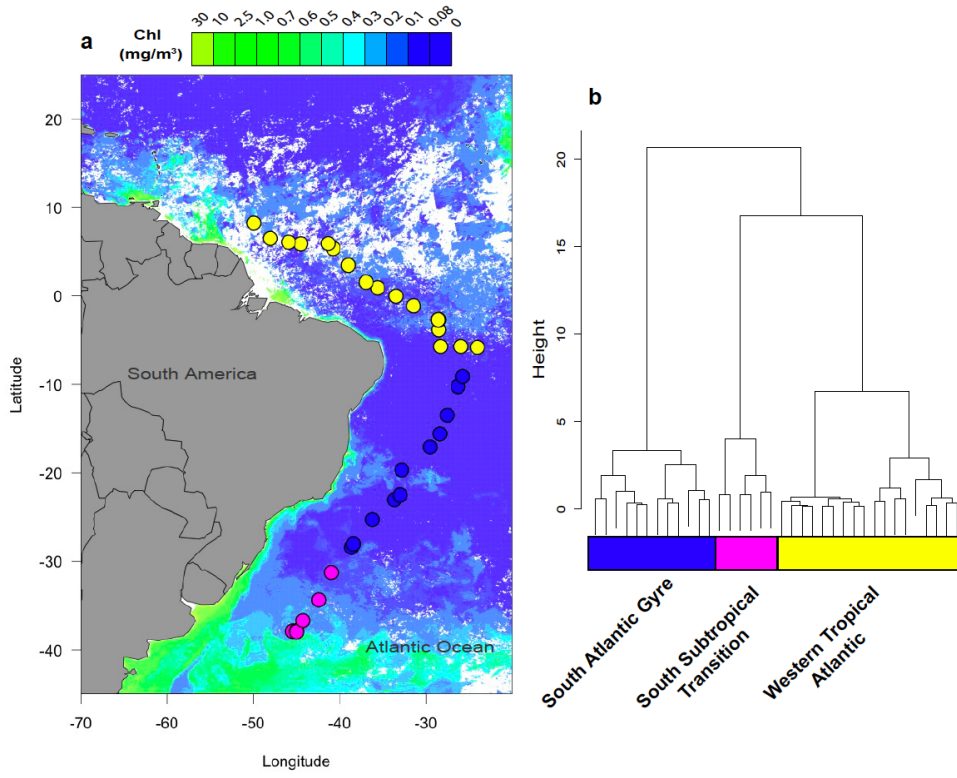 a
Chl
(mg/m³)
30
10
2.5
1.0
0.7
0.6
0.5
0.4
0.3
0.2
0.1
0.08
0
20
10
0
-10
-20
-30
-40
Latitude
South America
Atlantic Ocean
-70
-60
-50
-40
-30
Longitude
b
20
15
10
5
0
Height
South Atlantic Gyre
South Subtropical
Transition
Western Tropical
Atlantic